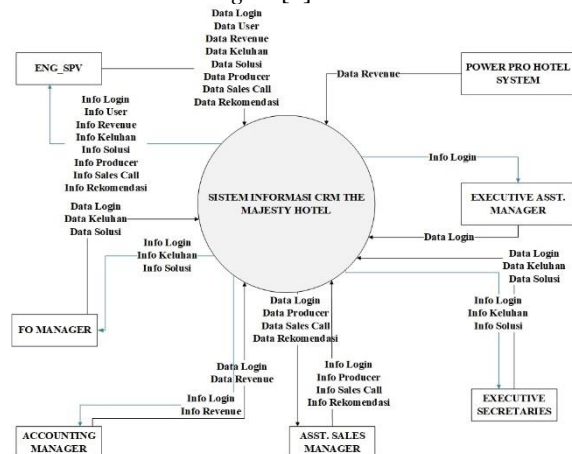 Data Login
Data User
Data Revenue
Data Keluhan
Data Solusi
Data Producer
Data Sales Call
Data Rekomendasi
ENG_SPV
Data Revenue
POWER PRO HOTEL
SYSTEM
Info Login
Info User
Info Revenue
Info Keluhan
Info Solusi
Info Producer
Info Sales Call
Info Rekomendasi
Info Login
SISTEM INFORMASI CRM THE
MAJESTY HOTEL
EXECUTIVE ASST.
MANAGER
Data Login
Data Keluhan
Data Solusi
Data Login
Info Login
Info Keluhan
Info Solusi
Data Login
Data Keluhan
Data Solusi
FO MANAGER
Data Login
Data Producer
Data Sales Call
Data Rekomendasi
Info Login
Info Keluhan
Info Solusi
Data Login
Data Revenue
Info Login
Info Producer
Info Sales Call
Info Rekomendasi
Info Login
Info Revenue
EXECUTIVE
SECRETARIES
ACCOUNTING
MANAGER
ASST. SALES
MANAGER